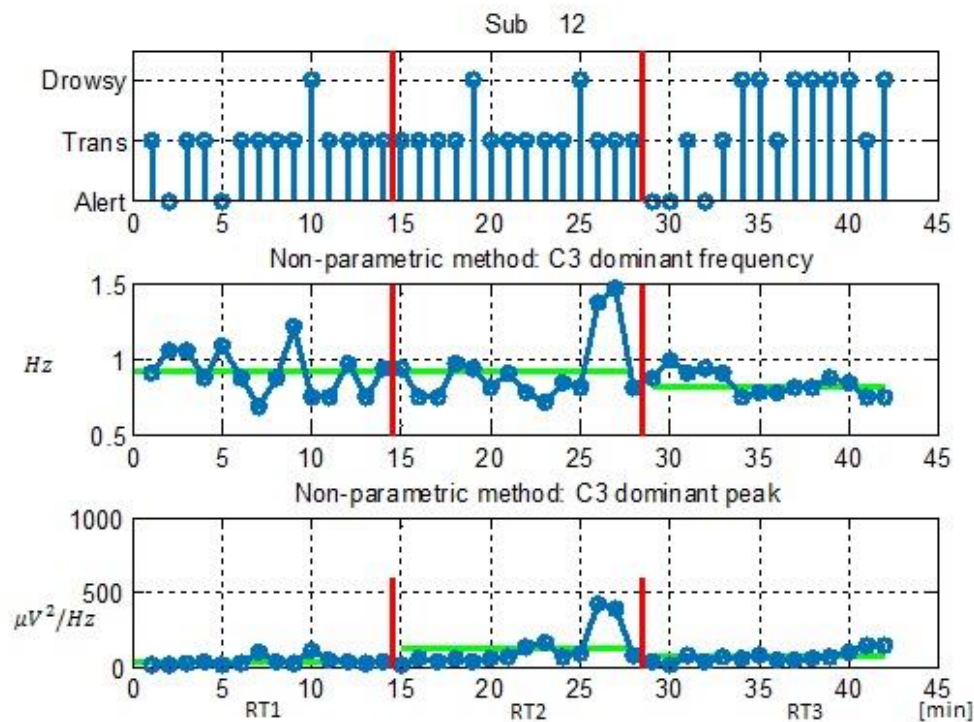 Sub 12
Drowsy
Trans
Alert
0 5 10 15 20 25 30 35 40 45
Non-parametric method: C3 dominant frequency
1.5
Hz
1
0.5
0 5 10 15 20 25 30 35 40 45
Non-parametric method: C3 dominant peak
1000
500
μV²/Hz
0
0 5 10 15 20 25 30 35 40 45
RT1 RT2 RT3 [min]